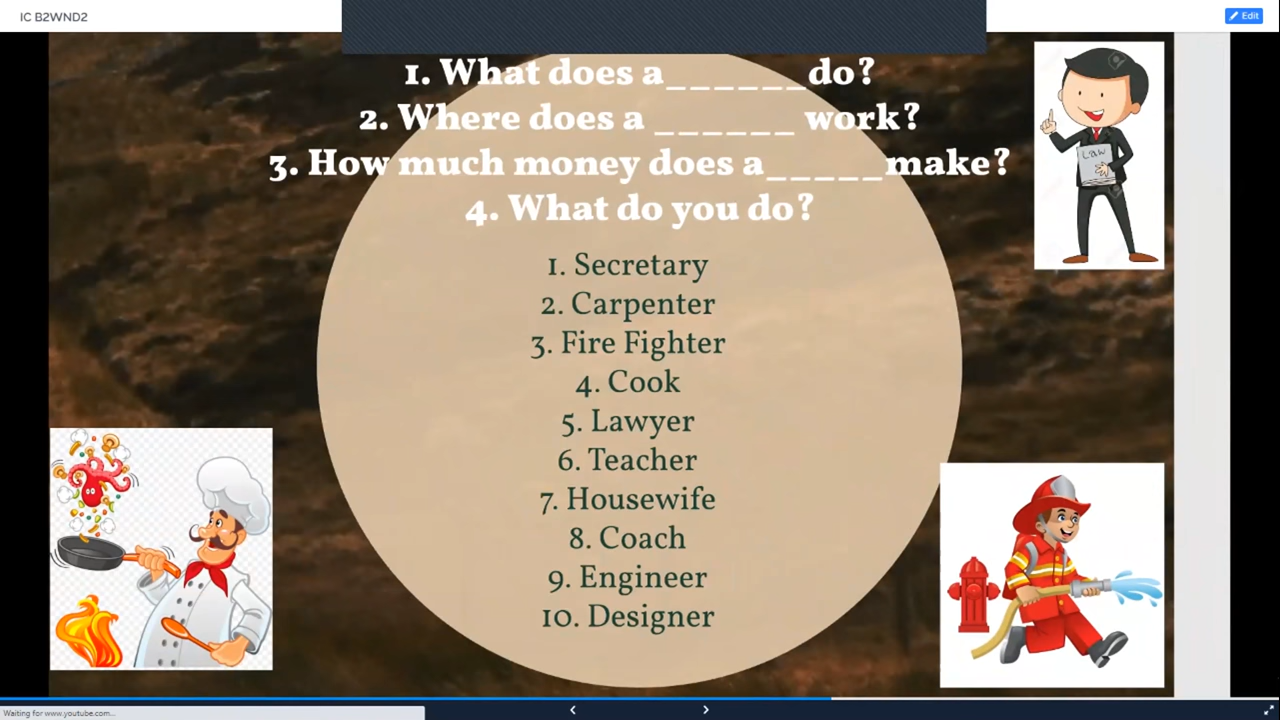 IC B2WND2
Edit
1. What does a______do?
2. Where does a ______ work?
3. How much money does a_____make?
4. What do you do?
LAW
1. Secretary
2. Carpenter
3. Fire Fighter
4. Cook
5. Lawyer
6. Teacher
7. Housewife
8. Coach
9. Engineer
10. Designer
Waiting for www.youtube.com...